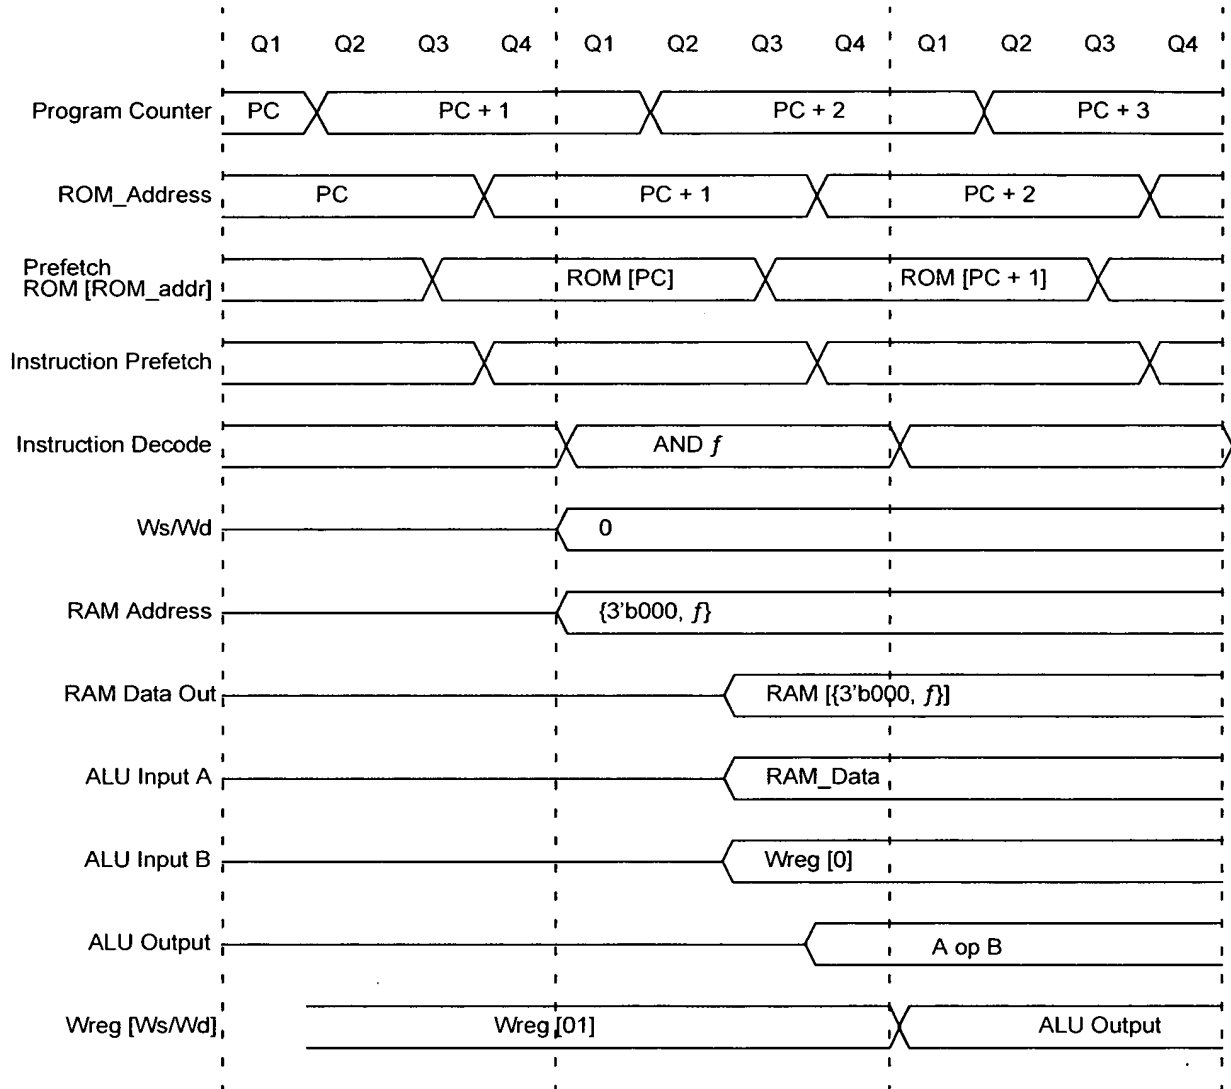 Q1 Q2 Q3 Q4 Q1 Q2 Q3 Q4 Q1 Q2 Q3 Q4
Program Counter PC PC + 1 PC + 2 PC + 3
ROM_Address PC PC + 1 PC + 2
Prefetch
ROM [ROM_addr] ROM [PC] ROM [PC + 1]
Instruction Prefetch
Instruction Decode AND f
Ws/Wd 0
RAM Address {3'b000, f}
RAM Data Out RAM [{3'b000, f}]
ALU Input A RAM_Data
ALU Input B Wreg [0]
ALU Output A op B
Wreg [Ws/Wd] Wreg [01] ALU Output